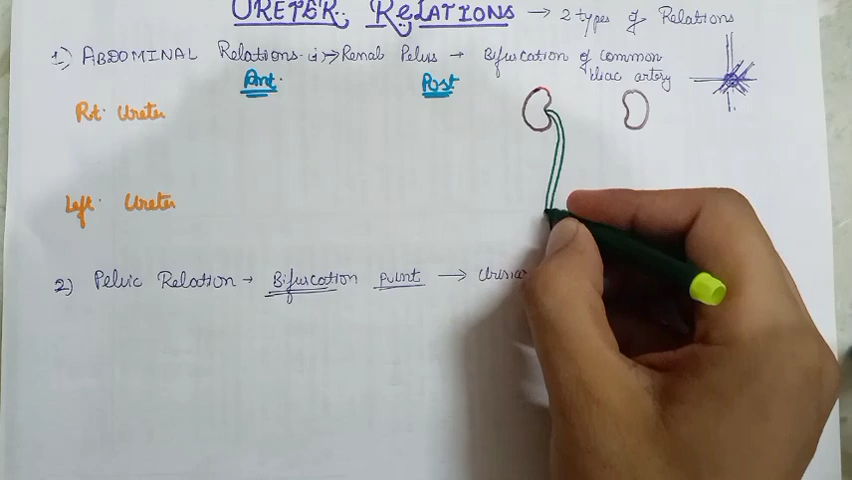 URETER RELATIONS → 2 types of Relations
1) ABDOMINAL Relations. → Renal Pelvis → Bifurcation of common
iliac artery
Ant. Post
Rt. Ureter
Left. Ureter
2) Pelvic Relation → Bifurcation point →